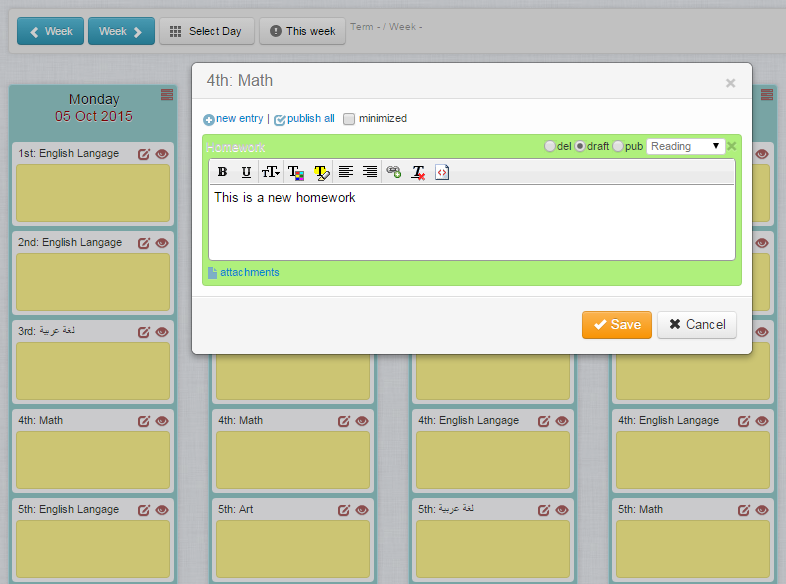 Week Week Select Day This week Term - / Week -
4th: Math
new entry | publish all minimized
Homework del draft pub Reading
B U T
This is a new homework
attachments
Save Cancel
Monday
05 Oct 2015
1st: English Langage
2nd: English Langage
3rd: لغة عربية
4th: Math
5th: English Langage
4th: Math
5th: Art
4th: English Langage
5th: لغة عربية
4th: English Langage
5th: Math